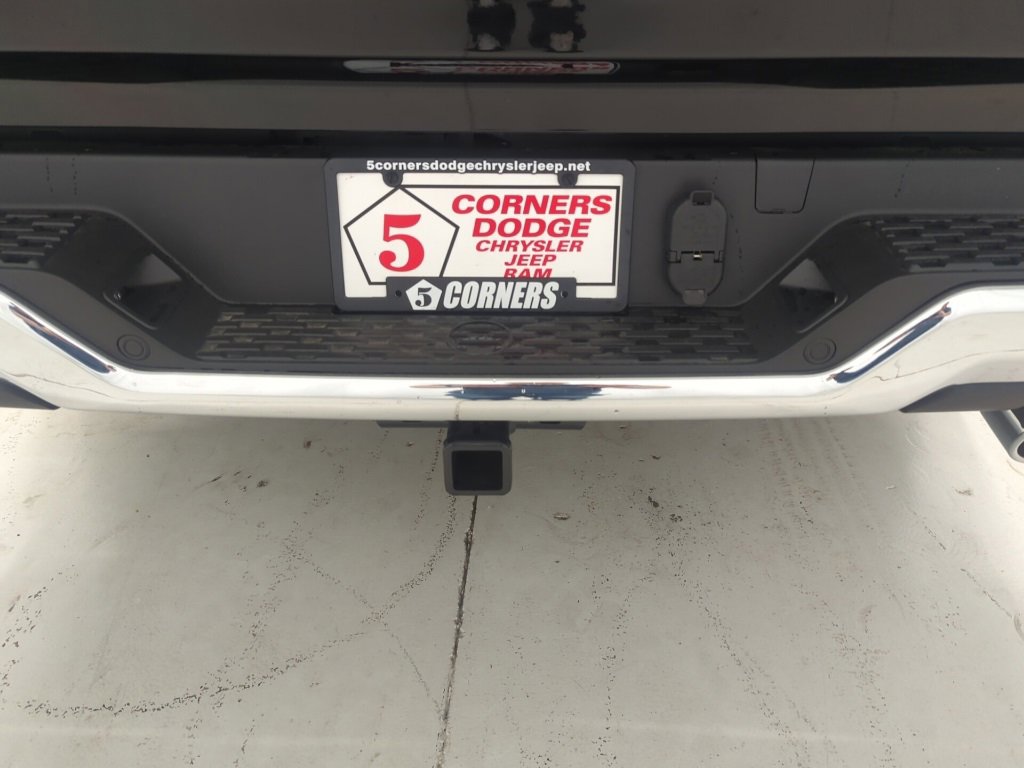 5cornersdodgechryslerjeep.net
5
CORNERS
DODGE
CHRYSLER
JEEP
RAM
5 CORNERS